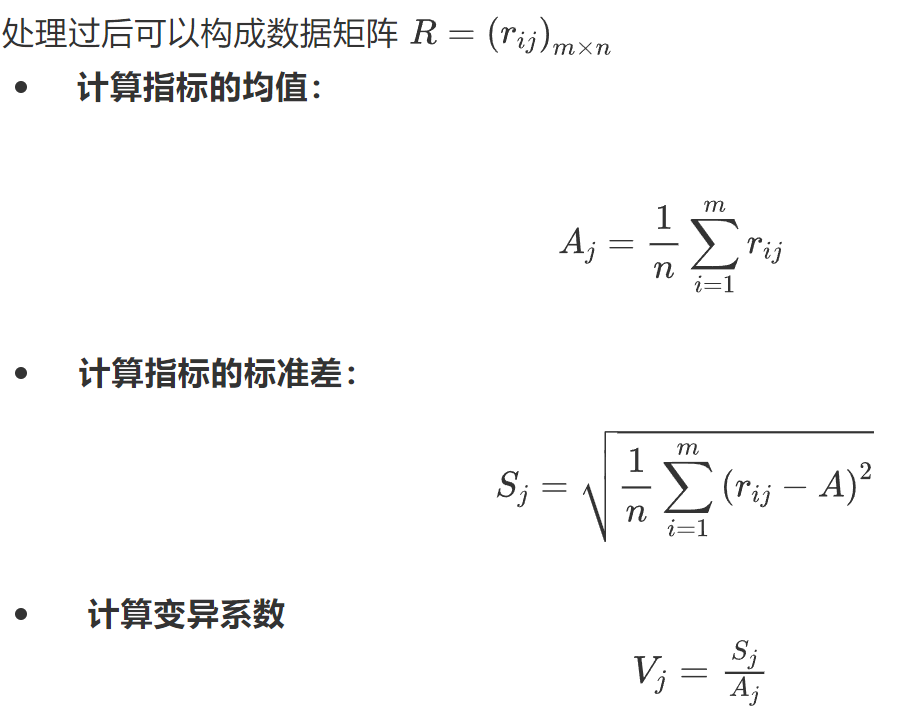 处理过后可以构成数据矩阵 $R = (r_{ij})_{m \times n}$
• 计算指标的均值：
$A_j = \frac{1}{n} \sum_{i=1}^{m} r_{ij}$
• 计算指标的标准差：
$S_j = \sqrt{\frac{1}{n} \sum_{i=1}^{m} (r_{ij} - A)^2}$
• 计算变异系数
$V_j = \frac{S_j}{A_j}$